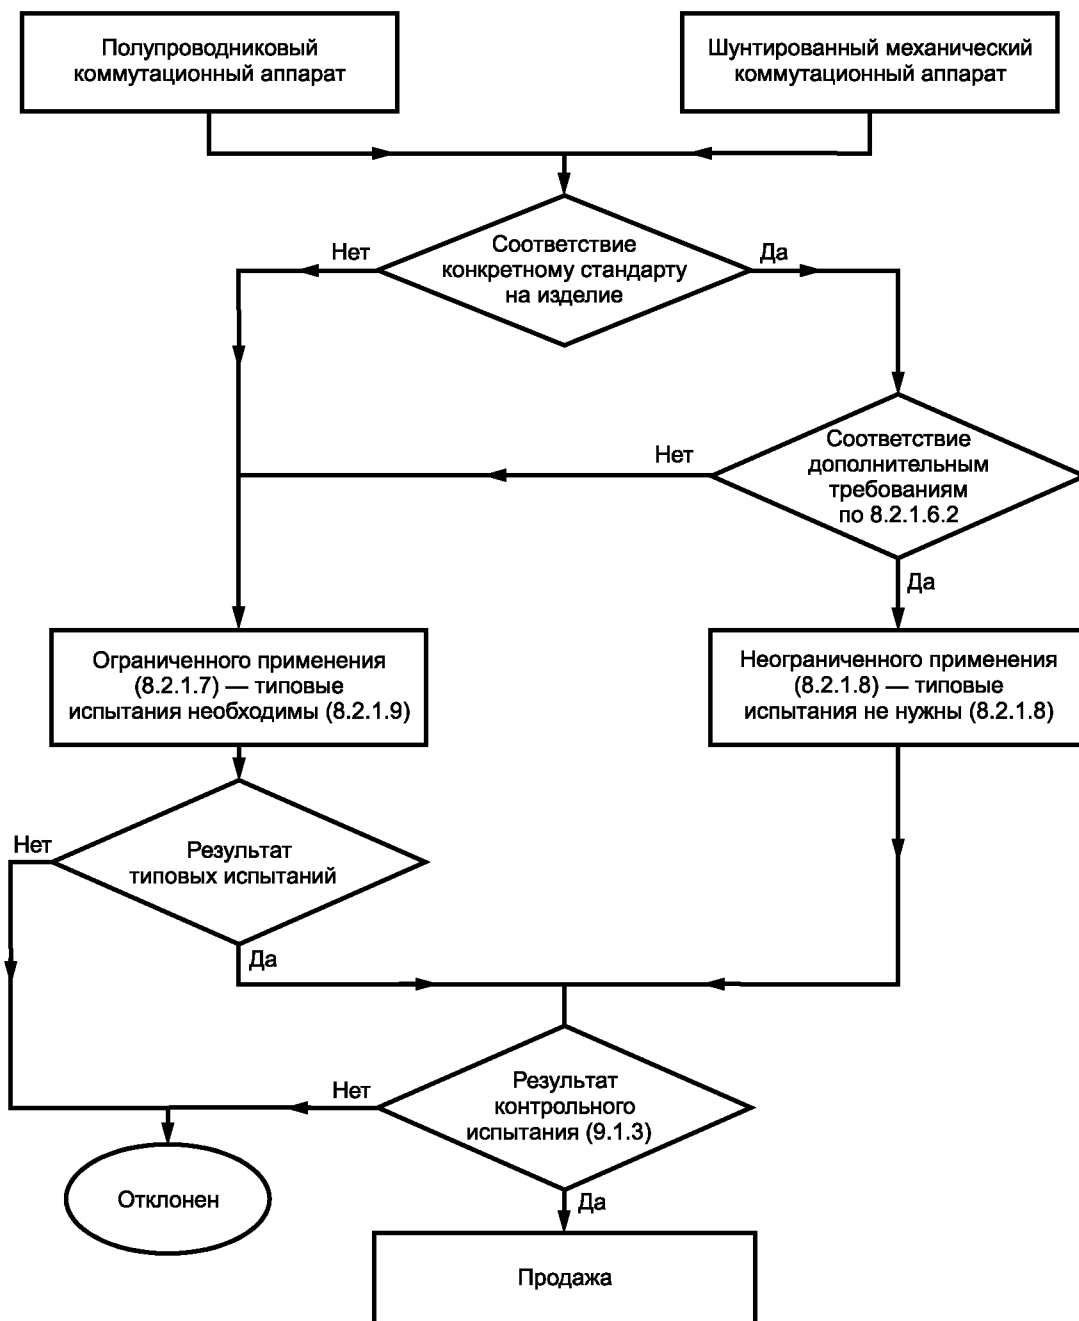 Полупроводниковый
коммутационный аппарат
Шунтированный механический
коммутационный аппарат
Соответствие
конкретному стандарту
на изделие
Нет
Да
Соответствие
дополнительным
требованиям
по 8.2.1.6.2
Нет
Да
Ограниченного применения
(8.2.1.7) — типовые
испытания необходимы (8.2.1.9)
Неограниченного применения
(8.2.1.8) — типовые
испытания не нужны (8.2.1.8)
Нет
Результат
типовых испытаний
Да
Нет
Результат
контрольного
испытания (9.1.3)
Отклонен
Да
Продажа